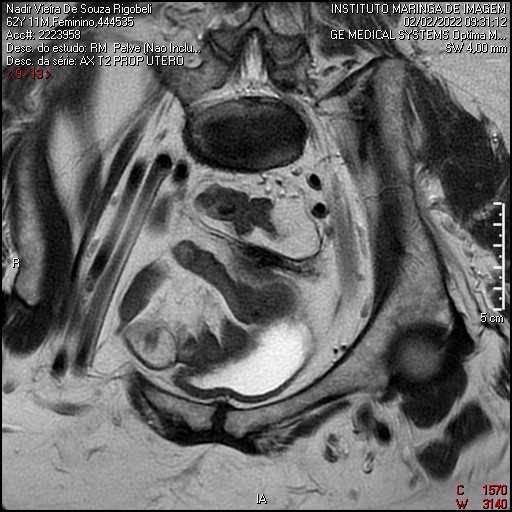 Nadir Vieira De Souza Rigobeli
62Y 11M,Feminino,444535
Acc#: 2223958
Desc. do estudo: RM_Pelve (Nao Inclu...
Desc. da série: AX T2 PROP UTERO
<9 - 13>
INSTITUTO MARINGA DE IMAGEM
02/02/2022 09:31:12
GE MEDICAL SYSTEMS Optima M...
SW 4,00 mm
R
5 cm
IA
C 1570
W 3140